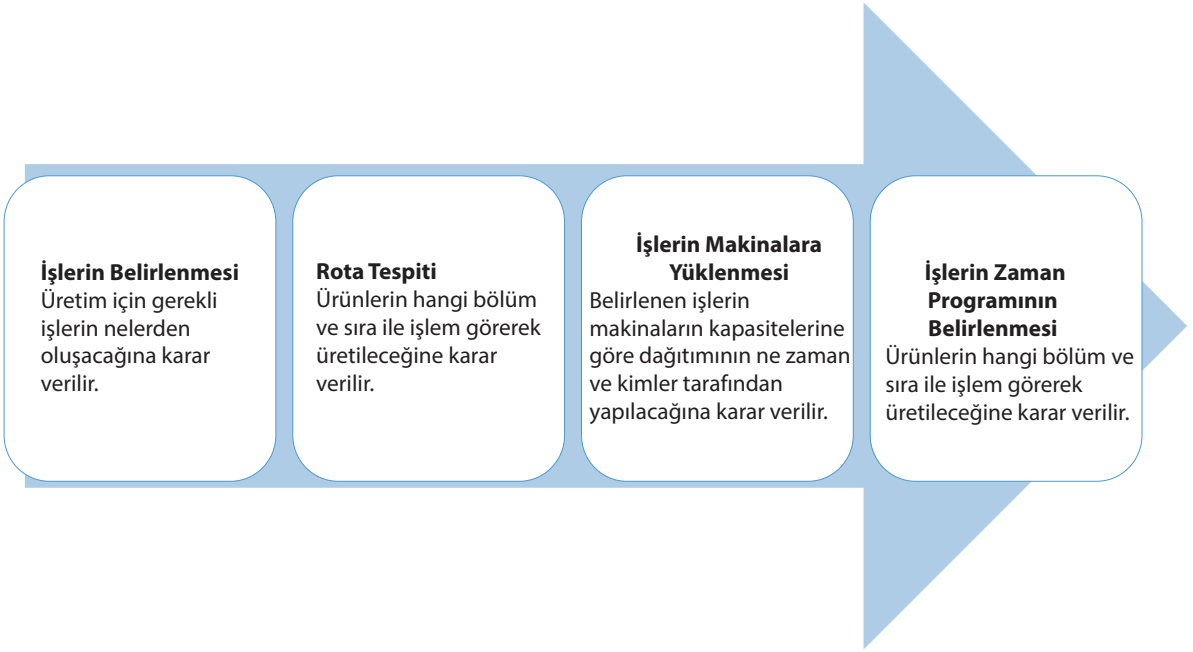 İşlerin Belirlenmesi
Üretim için gerekli
işlerin nelerden
oluşacağına karar
verilir.
Rota Tespiti
Ürünlerin hangi bölüm
ve sıra ile işlem görerek
üretileceğine karar
verilir.
İşlerin Makinalara
Yüklenmesi
Belirlenen işlerin
makinaların kapasitelerine
göre dağıtımının ne zaman
ve kimler tarafından
yapılacağına karar verilir.
İşlerin Zaman
Programının
Belirlenmesi
Ürünlerin hangi bölüm ve
sıra ile işlem görerek
üretileceğine karar verilir.